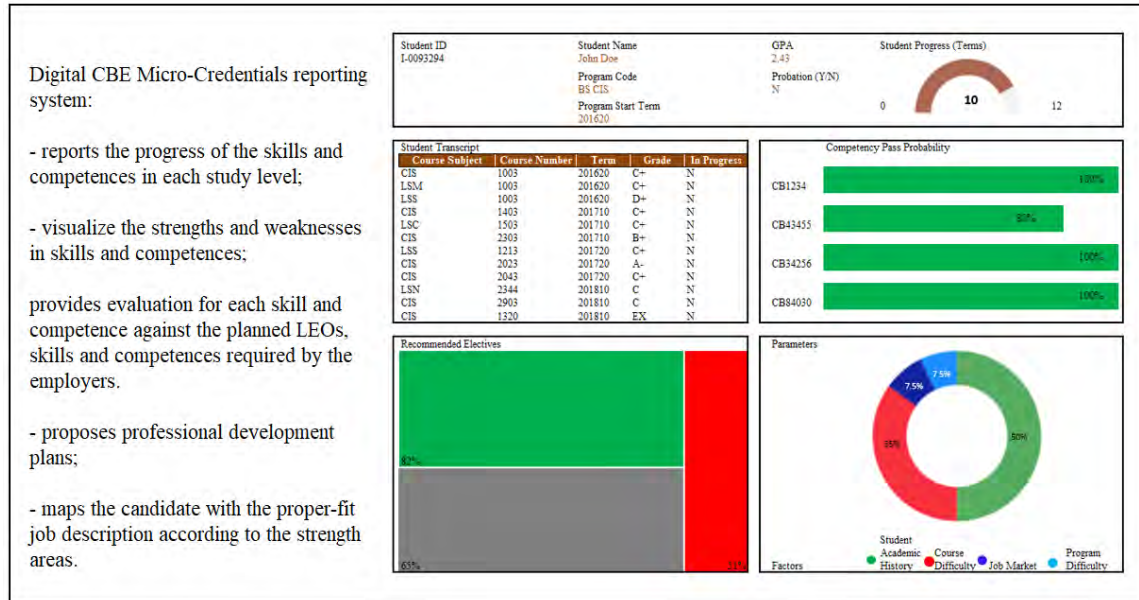 Digital CBE Micro-Credentials reporting
system:
- reports the progress of the skills and
competences in each study level;
- visualize the strengths and weaknesses
in skills and competences;
provides evaluation for each skill and
competence against the planned LEOs,
skills and competences required by the
employers.
- proposes professional development
plans;
- maps the candidate with the proper-fit
job description according to the strength
areas.
Student ID
I-0093294
Student Name
John Doe
Program Code
BS CIS
Program Start Term
201620
GPA
2.43
Probation (Y/N)
N
Student Progress (Terms)
0 10 12
Student Transcript
Course Subject Course Number Term Grade In Progress
CIS 1003 201620 C+ N
LSM 1003 201620 C+ N
LSS 1003 201620 D+ N
CIS 1403 201710 C+ N
LSC 1503 201710 C+ N
CIS 2303 201710 B+ N
LSS 1213 201720 C+ N
CIS 2023 201720 A- N
CIS 2043 201720 C+ N
LSN 2344 201810 C N
CIS 2903 201810 C N
CIS 1320 201810 EX N
Competency Pass Probability
CB1234 100%
CB43455
CB34256 100%
CB84030 100%
Recommended Electives
82%
65%
Parameters
7.5%
7.5%
35%
50%
Factors
Student Academic History
Course Difficulty
Job Market
Program Difficulty